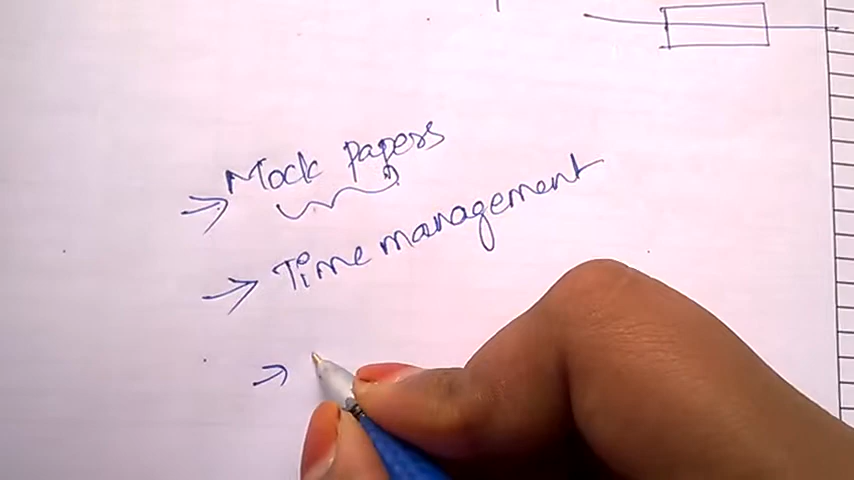 → Mock papers
→ Time management
→